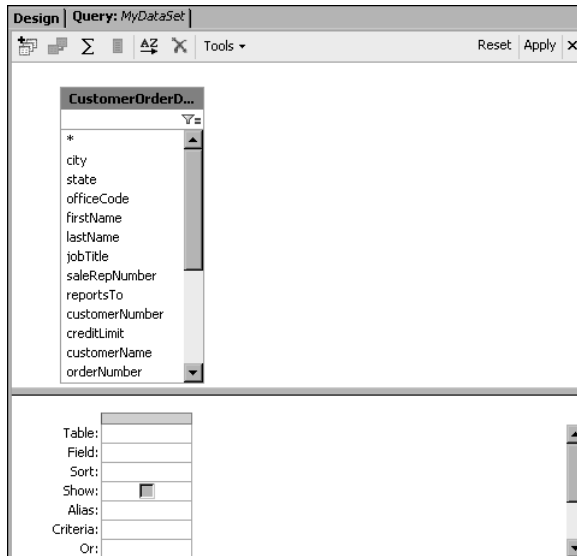 Design Query: MyDataSet
Σ AZ Tools Reset Apply X
CustomerOrderD...
*
city
state
officeCode
firstName
lastName
jobTitle
saleRepNumber
reportsTo
customerNumber
creditLimit
customerName
orderNumber
Table:
Field:
Sort:
Show:
Alias:
Criteria:
Or: